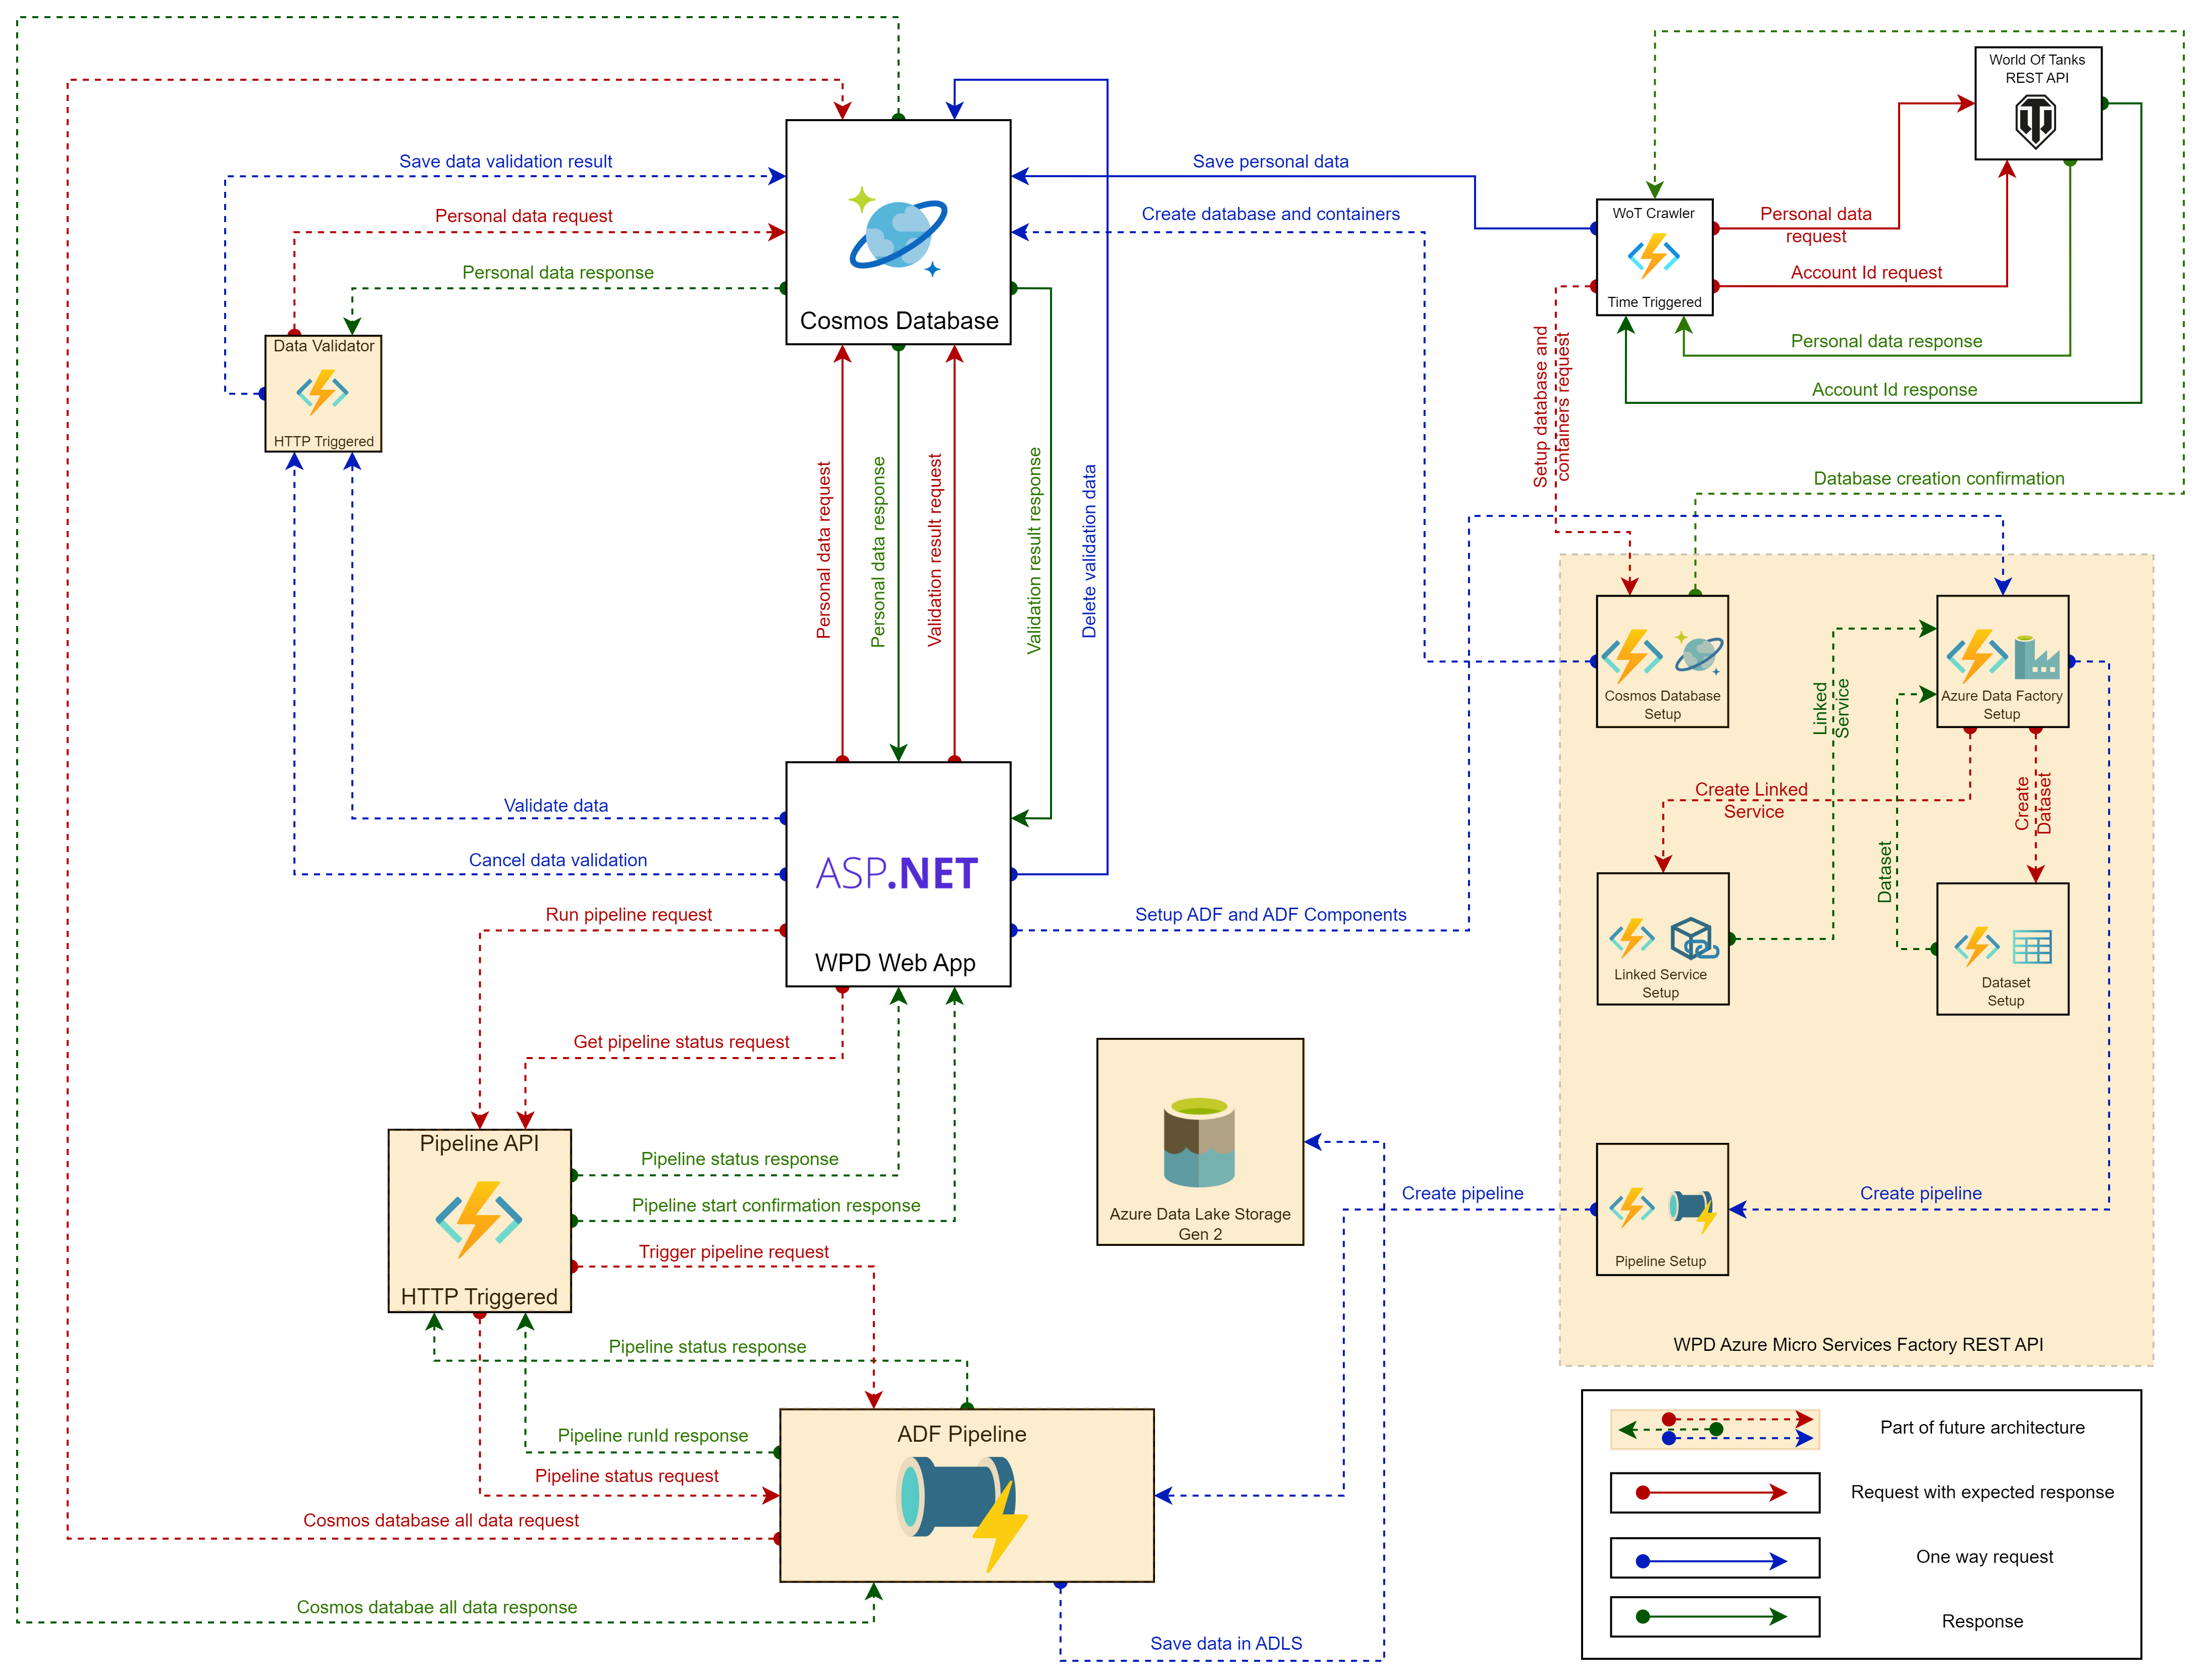 World Of Tanks
REST API
Save data validation result
Save personal data
WoT Crawler
Time Triggered
Personal data
request
Personal data request
Create database and containers
Account Id request
Personal data response
Cosmos Database
Personal data response
Account Id response
Data Validator
HTTP Triggered
Setup database and
containers request
Personal data request
Personal data response
Validation result request
Validation result response
Delete validation data
Database creation confirmation
Cosmos Database
Setup
Azure Data Factory
Setup
Linked
Service
Create Linked
Service
Create
Dataset
Dataset
Validate data
Cancel data validation
ASP.NET
WPD Web App
Run pipeline request
Setup ADF and ADF Components
Linked Service
Setup
Dataset
Setup
Get pipeline status request
Pipeline API
HTTP Triggered
Pipeline status response
Pipeline start confirmation response
Trigger pipeline request
Azure Data Lake Storage
Gen 2
Create pipeline
Create pipeline
Pipeline Setup
WPD Azure Micro Services Factory REST API
Pipeline status response
Pipeline runId response
Pipeline status request
ADF Pipeline
Cosmos database all data request
Cosmos databae all data response
Save data in ADLS
Part of future architecture
Request with expected response
One way request
Response